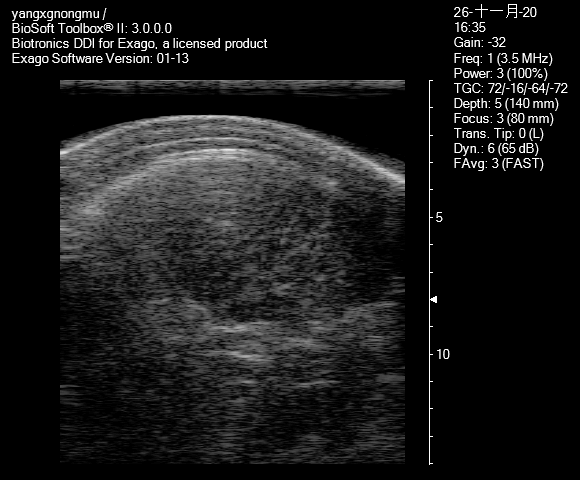 yangxgnongmu /
BioSoft Toolbox® II: 3.0.0.0
Biotronics DDI for Exago, a licensed product
Exago Software Version: 01-13
26-十一月-20
16:35
Gain: -32
Freq: 1 (3.5 MHz)
Power: 3 (100%)
TGC: 72/-16/-64/-72
Depth: 5 (140 mm)
Focus: 3 (80 mm)
Trans. Tip: 0 (L)
Dyn.: 6 (65 dB)
FAvg: 3 (FAST)
5
10